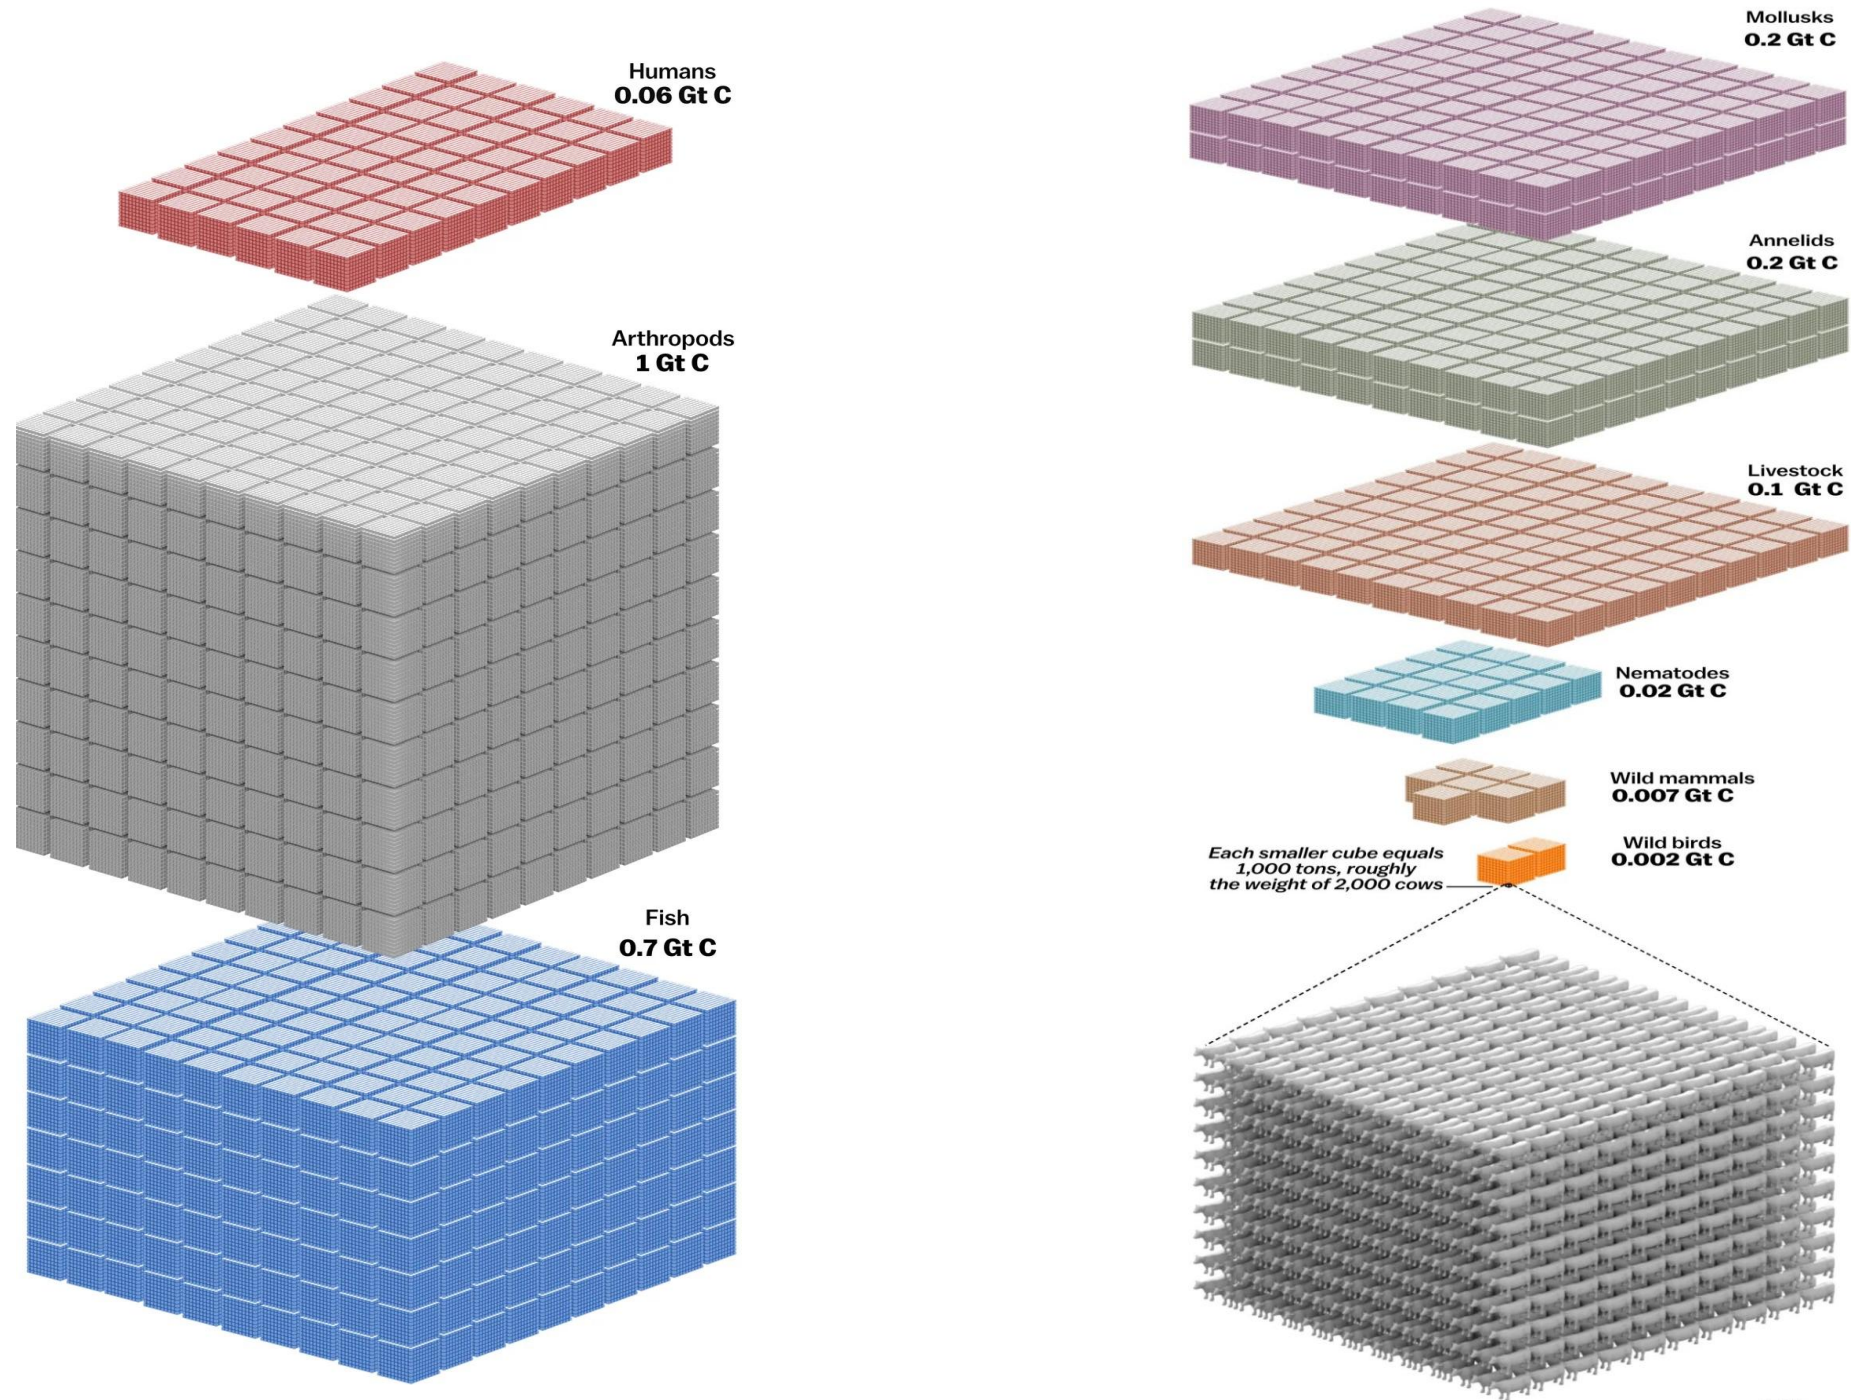 Humans
0.06 Gt C
Arthropods
1 Gt C
Fish
0.7 Gt C
Mollusks
0.2 Gt C
Annelids
0.2 Gt C
Livestock
0.1 Gt C
Nematodes
0.02 Gt C
Wild mammals
0.007 Gt C
Wild birds
0.002 Gt C
Each smaller cube equals
1,000 tons, roughly
the weight of 2,000 cows